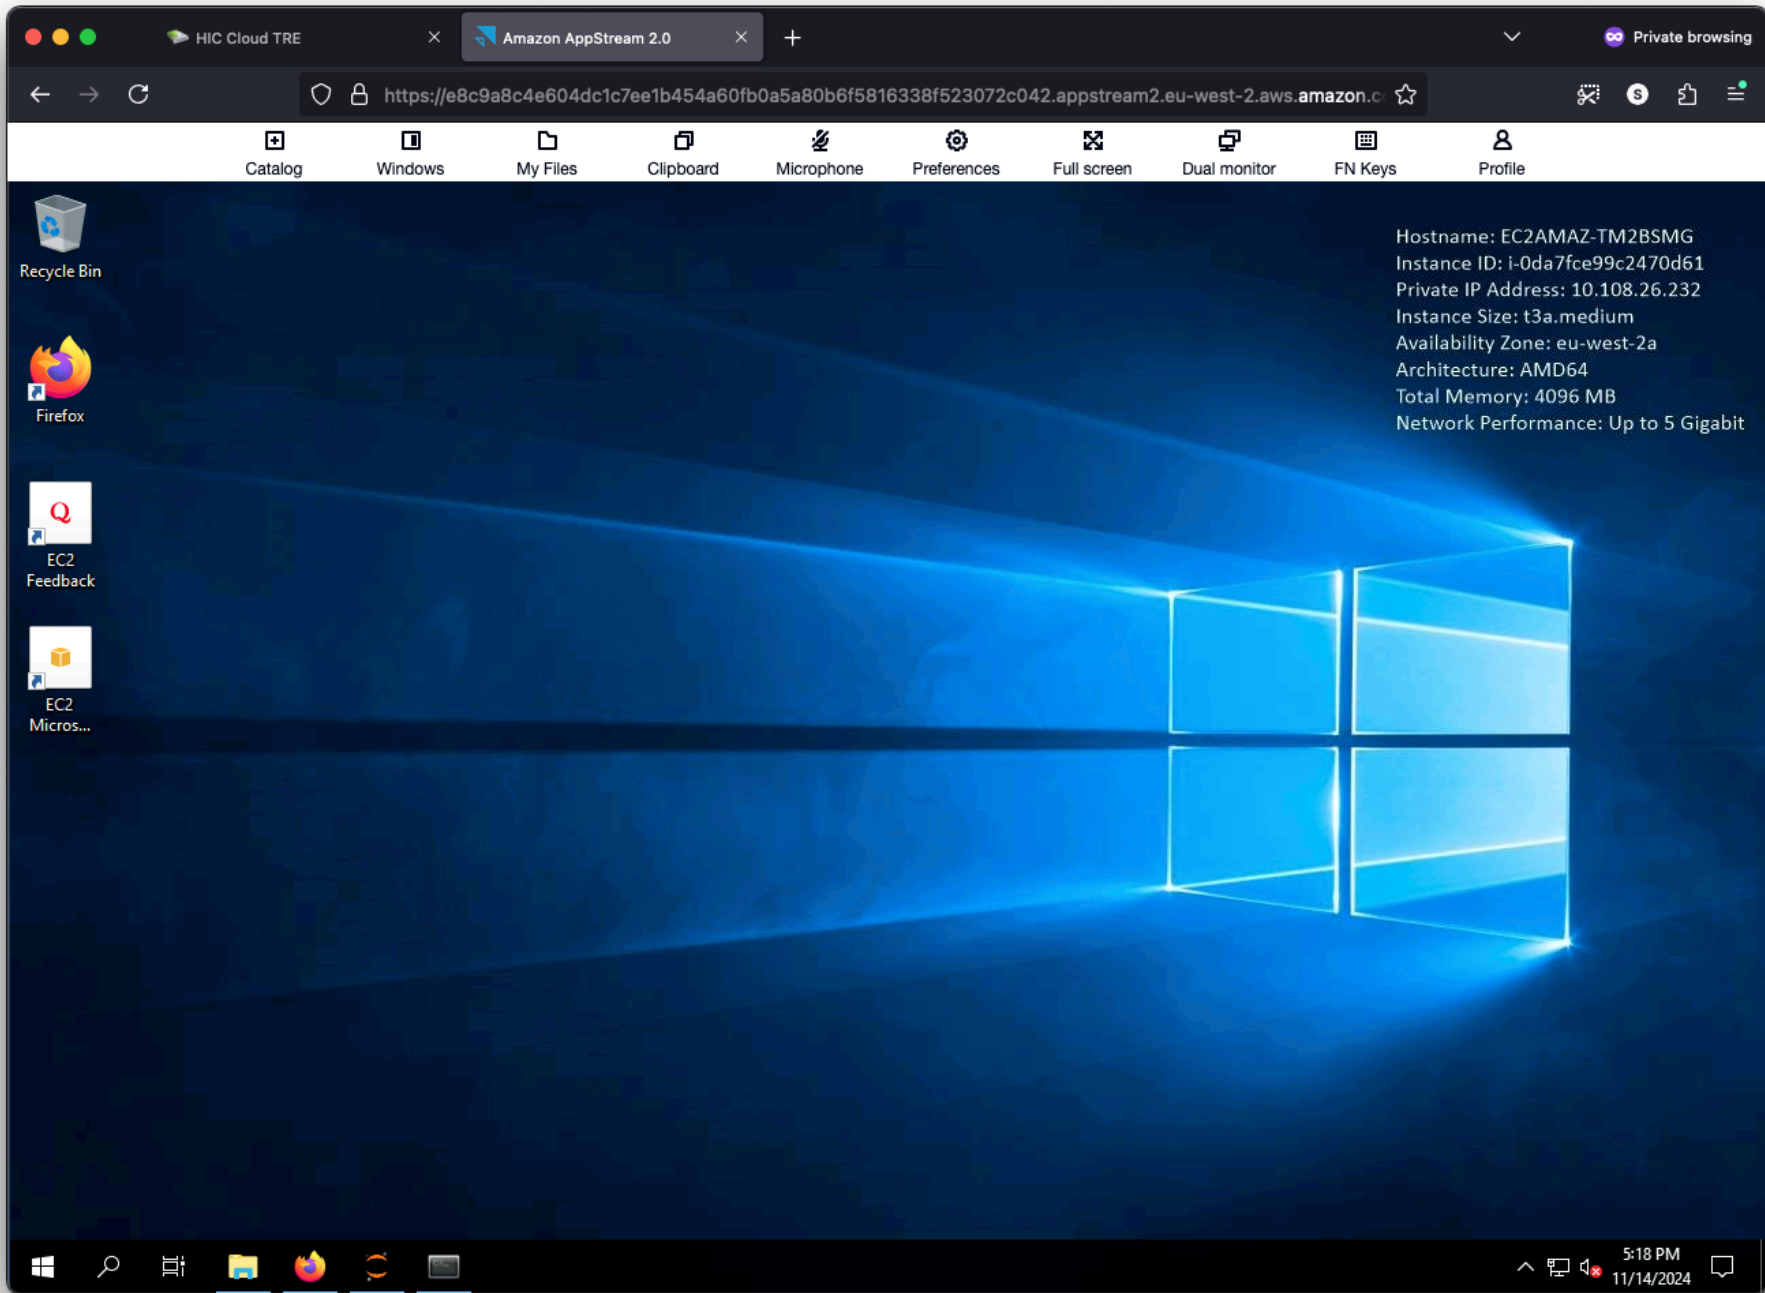 HIC Cloud TRE
Amazon AppStream 2.0
Private browsing
https://e8c9a8c4e604dc1c7ee1b454a60fb0a5a80b6f5816338f523072c042.appstream2.eu-west-2.aws.amazon.c
S
Catalog
Windows
My Files
Clipboard
Microphone
Preferences
Full screen
Dual monitor
FN Keys
Profile
Recycle Bin
Firefox
Q
EC2
Feedback
EC2
Micros...
Hostname: EC2AMAZ-TM2BSMG
Instance ID: i-0da7fce99c2470d61
Private IP Address: 10.108.26.232
Instance Size: t3a.medium
Availability Zone: eu-west-2a
Architecture: AMD64
Total Memory: 4096 MB
Network Performance: Up to 5 Gigabit
5:18 PM
11/14/2024